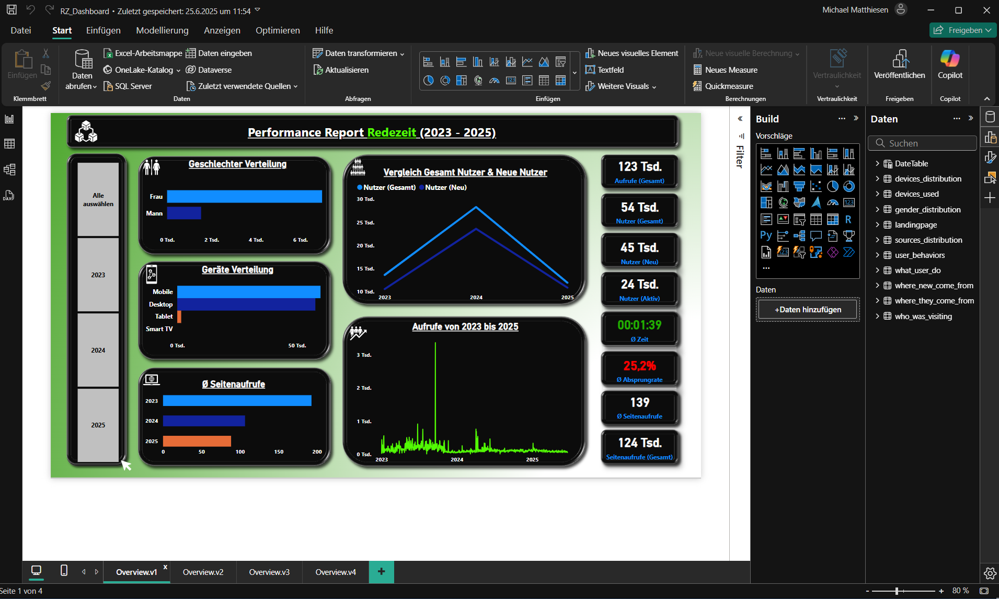 RZ_Dashboard • Zuletzt gespeichert: 25.6.2025 um 11:54
Michael Matthiesen
Datei
Start
Einfügen
Modellierung
Anzeigen
Optimieren
Hilfe
Freigeben
Einfügen
Klemmbrett
Daten
abrufen
Excel-Arbeitsmappe
OneLake-Katalog
SQL Server
Daten eingeben
Dataverse
Zuletzt verwendete Quellen
Daten
Daten transformieren
Aktualisieren
Abfragen
Neues visuelles Element
Textfeld
Weitere Visuals
Einfügen
Neue visuelle Berechnung
Neues Measure
Quickmeasure
Berechnungen
Vertraulichkeit
Vertraulichkeit
Veröffentlichen
Freigeben
Copilot
Copilot
DAX
Performance Report Redezeit (2023 - 2025)
Alle
auswählen
2023
2024
2025
Geschlechter Verteilung
Frau
Mann
0 Tsd.
2 Tsd.
4 Tsd.
6 Tsd.
Geräte Verteilung
Mobile
Desktop
Tablet
Smart TV
0 Tsd.
50 Tsd.
Ø Seitenaufrufe
2023
2024
2025
0
50
100
150
200
Vergleich Gesamt Nutzer & Neue Nutzer
Nutzer (Gesamt)
Nutzer (Neu)
30 Tsd.
25 Tsd.
20 Tsd.
15 Tsd.
10 Tsd.
2023
2024
2025
Aufrufe von 2023 bis 2025
3 Tsd.
2 Tsd.
1 Tsd.
0 Tsd.
2023
2024
2025
123 Tsd.
Aufrufe (Gesamt)
54 Tsd.
Nutzer (Gesamt)
45 Tsd.
Nutzer (Neu)
24 Tsd.
Nutzer (Aktiv)
00:01:39
Ø Zeit
25,2%
Ø Absprungrate
139
Ø Seitenaufrufe
124 Tsd.
Seitenaufrufe (Gesamt)
Filter
Build
Vorschläge
123
R
Py
123
Daten
+Daten hinzufügen
Daten
Suchen
DateTable
devices_distribution
devices_used
gender_distribution
landingpage
sources_distribution
user_behaviors
what_user_do
where_new_come_from
where_they_come_from
who_was_visiting
Overview.v1
x
Overview.v2
Overview.v3
Overview.v4
+
Seite 1 von 4
- + 80 %